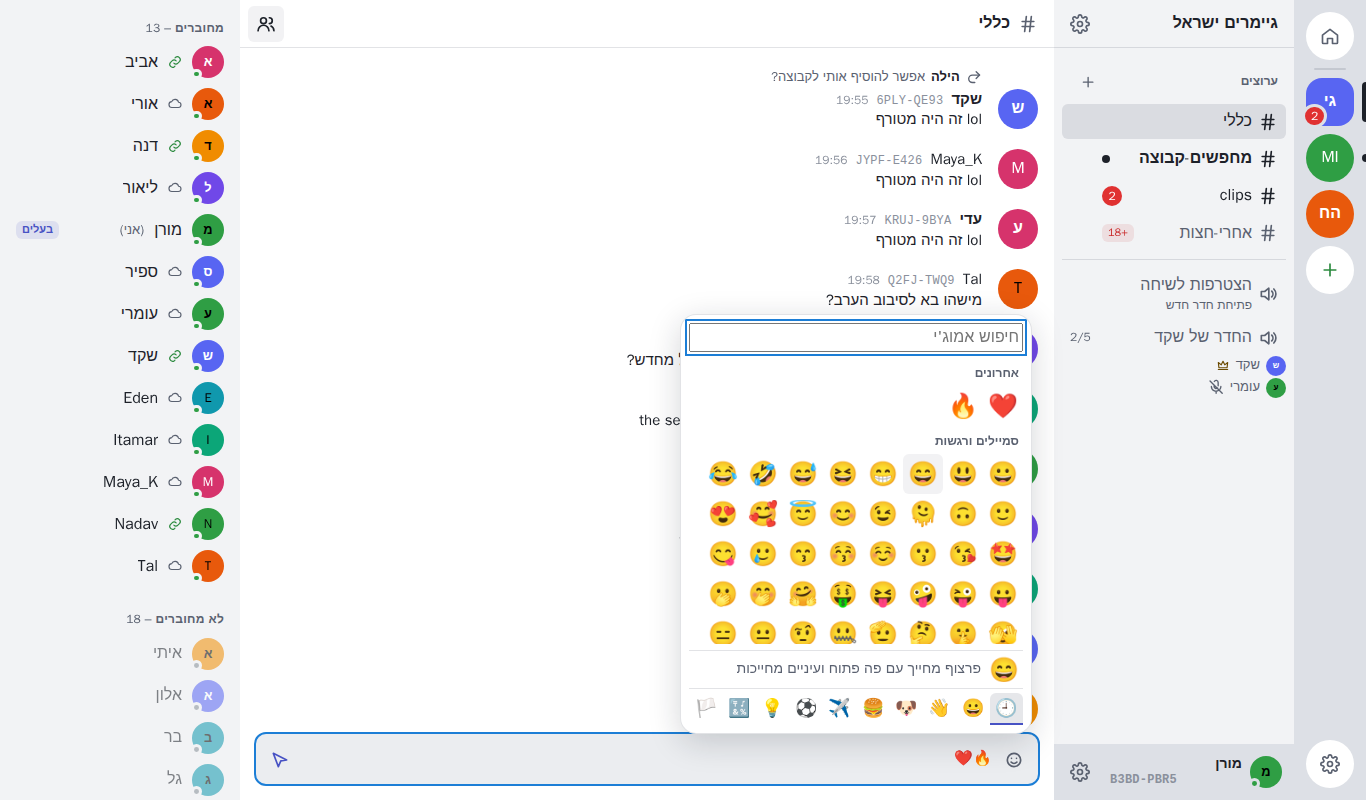 גי
2
MI
הח
גיימרים ישראל
ערוצים
כללי
מחפשים-קבוצה
clips
2
אחרי-חצות
18+
הצטרפות לשיחה
פתיחת חדר חדש
החדר של שקד
2/5
ש
שקד
ע
עומרי
מ
מורן
B3BD-PBR5
כללי
הילה אפשר להוסיף אותי לקבוצה?
ש
שקד 6PLY-QE93 19:55
lol זה היה מטורף
M
Maya_K JYPF-E426 19:56
lol זה היה מטורף
ע
עדי KRUJ-9BYA 19:57
lol זה היה מטורף
T
Tal Q2FJ-TWQ9 19:58
מישהו בא לסיבוב הערב?
מחדש?
the se
חיפוש אמוג'י
אחרונים
סמיילים ורגשות
פרצוף מחייך עם פה פתוח ועיניים מחייכות
מחוברים – 13
א
אביב
א
אורי
ד
דנה
ל
ליאור
מ
מורן (אני)
בעלים
ס
ספיר
ע
עומרי
ש
שקד
E
Eden
I
Itamar
M
Maya_K
N
Nadav
T
Tal
לא מחוברים – 18
א
איתי
א
אלון
ב
בר
ג
גל